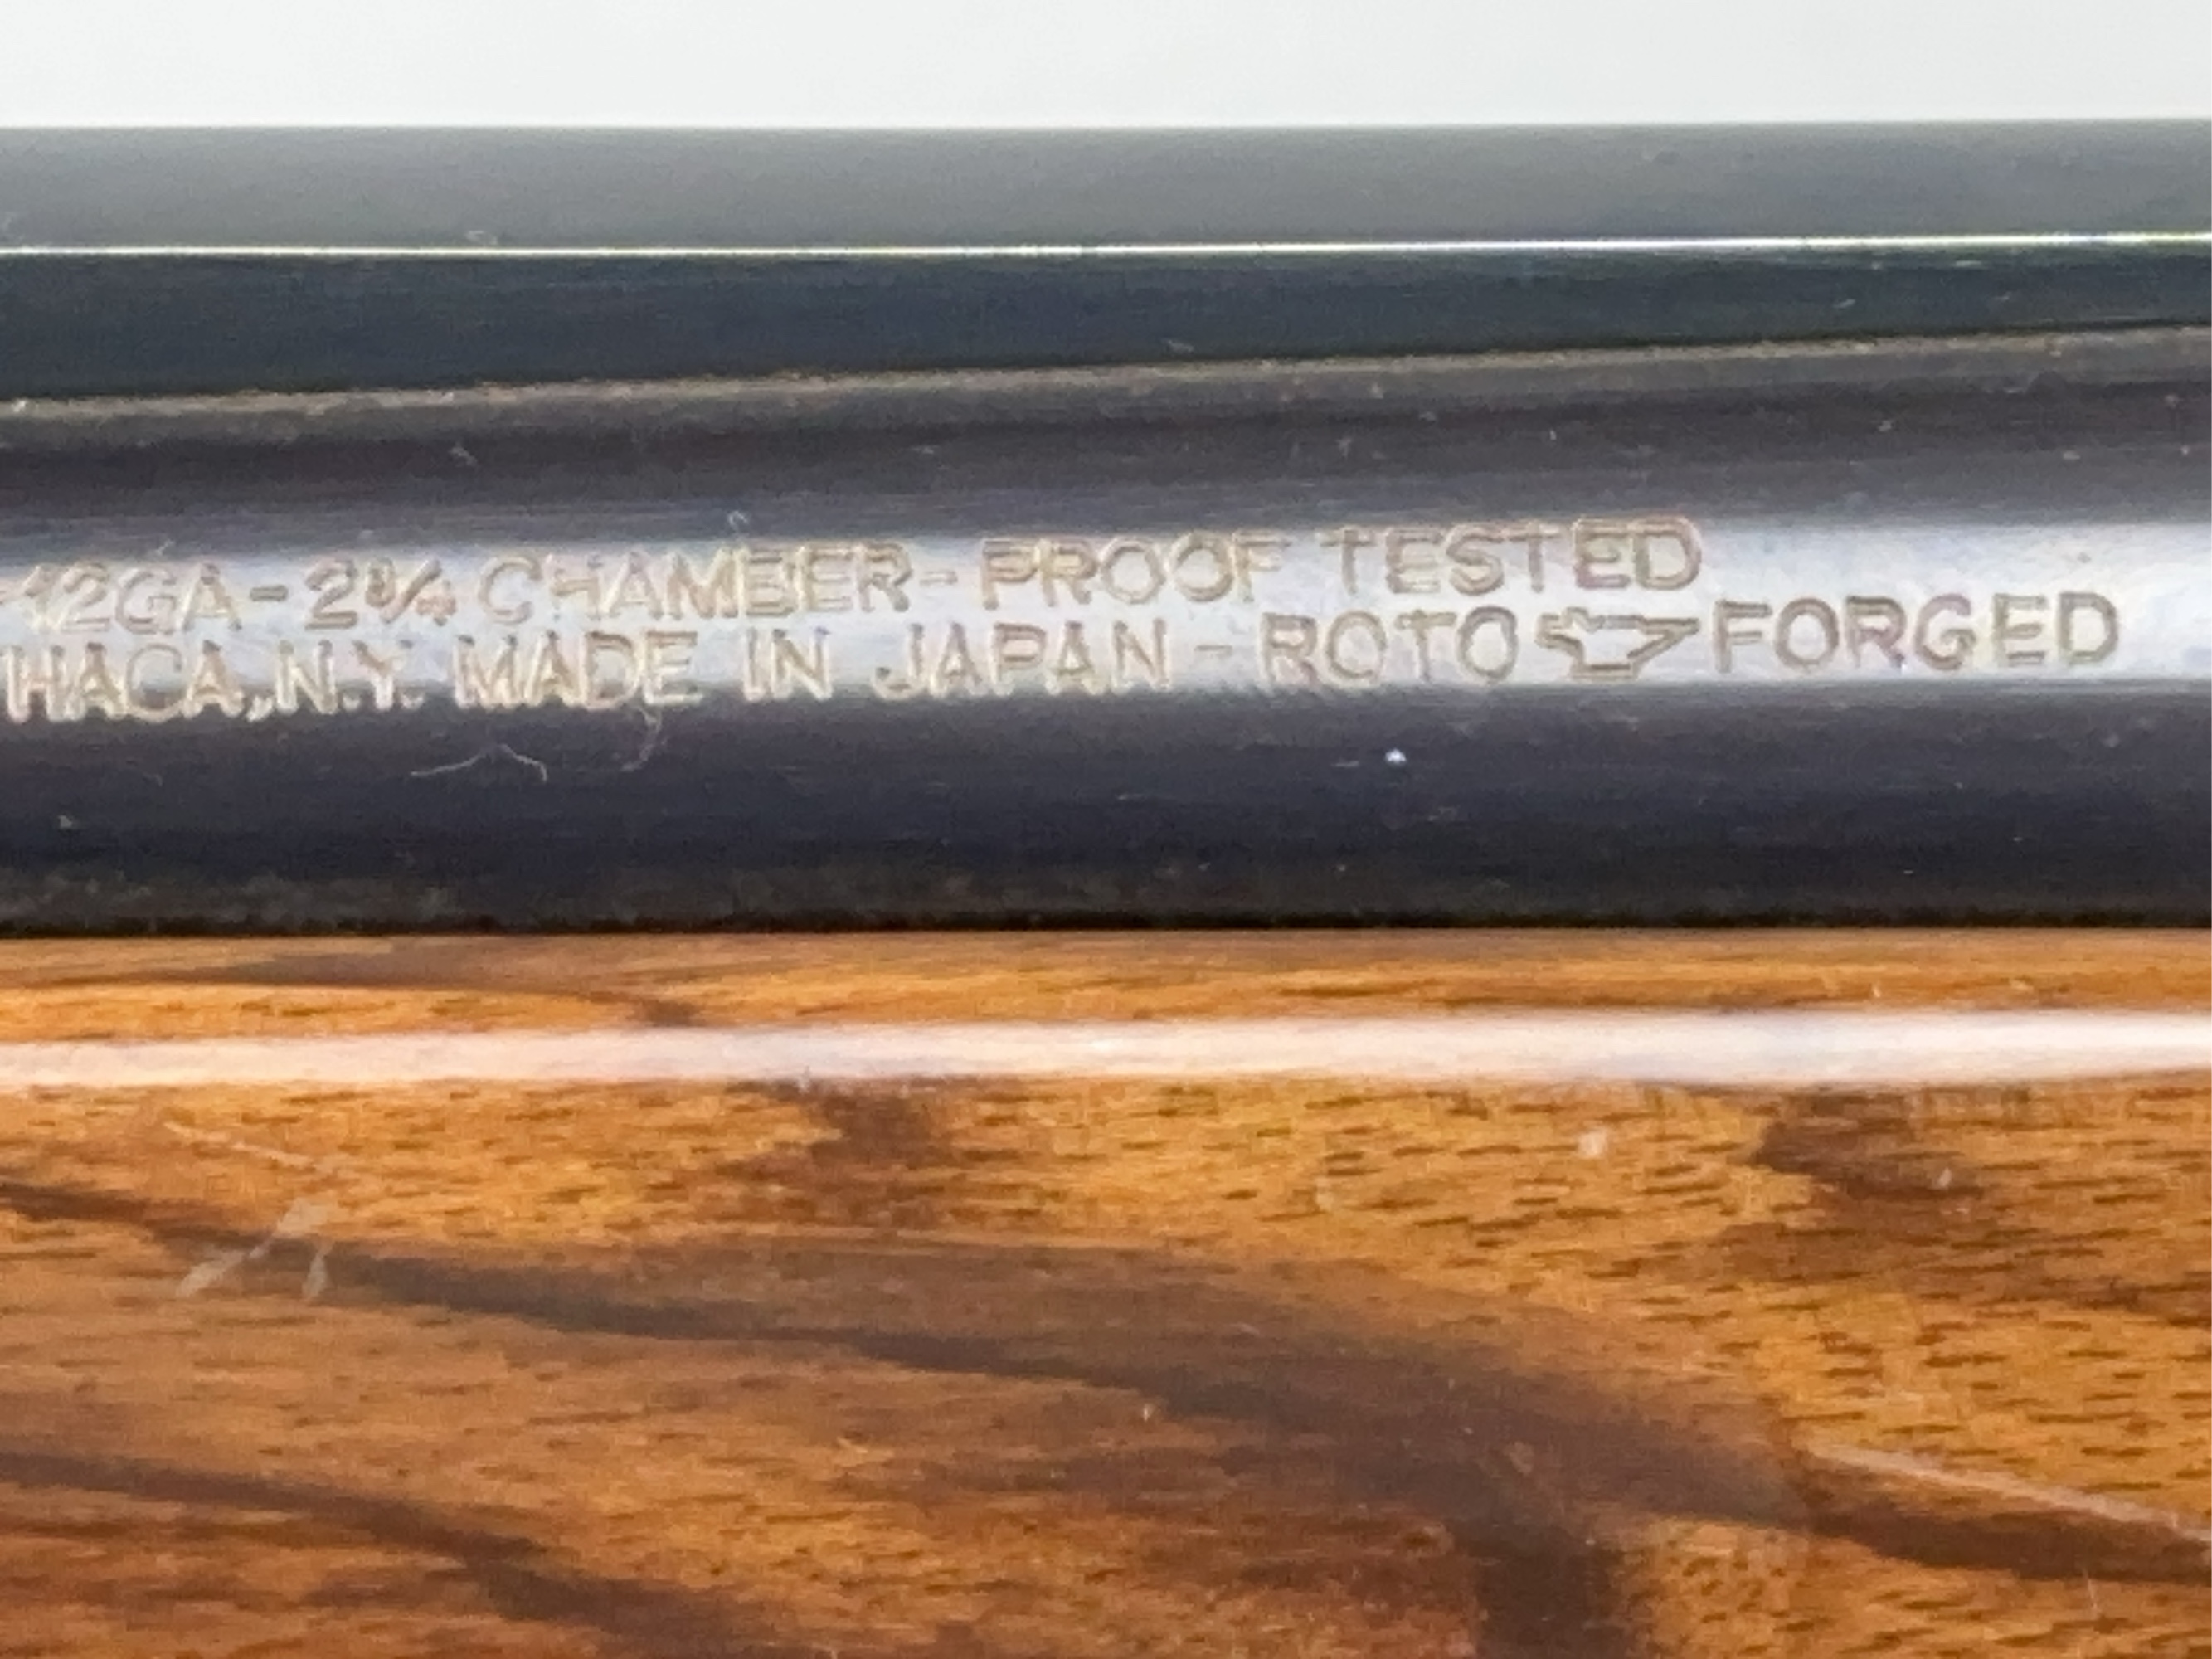 -12GA-2¾ CHAMBER-PROOF TESTED
HACA, N.Y. MADE IN JAPAN-ROTO FORGED